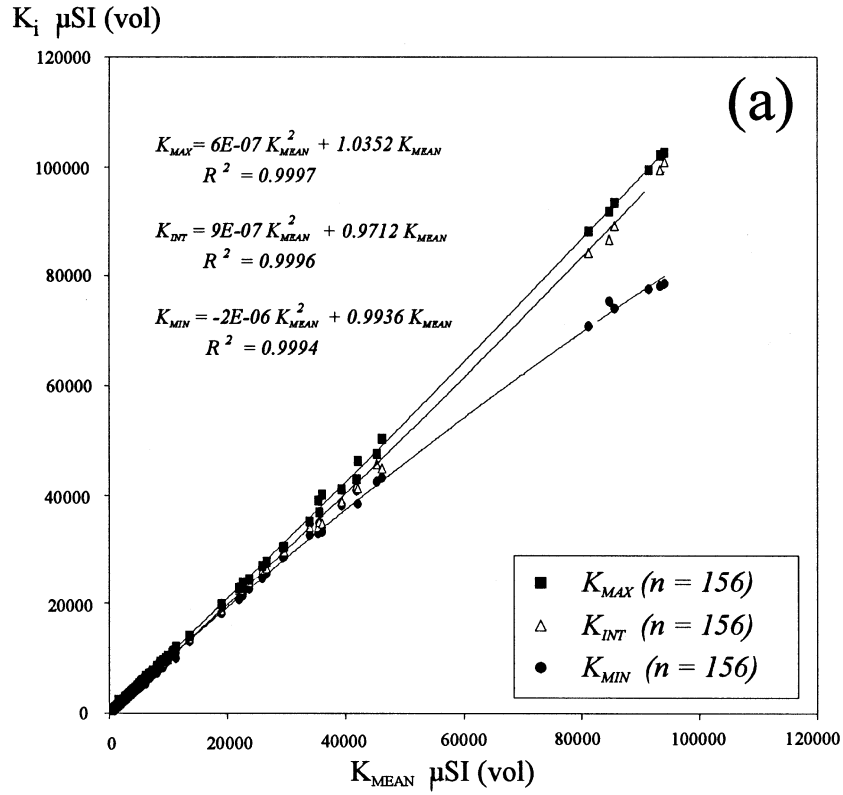 Ki µSI (vol)
120000
100000
80000
60000
40000
20000
0
(a)
KMAX = 6E-07 K²MEAN + 1.0352 KMEAN
R² = 0.9997
KINT = 9E-07 K²MEAN + 0.9712 KMEAN
R² = 0.9996
KMIN = -2E-06 K²MEAN + 0.9936 KMEAN
R² = 0.9994
KMAX (n = 156)
KINT (n = 156)
KMIN (n = 156)
0 20000 40000 60000 80000 100000 120000
KMEAN µSI (vol)